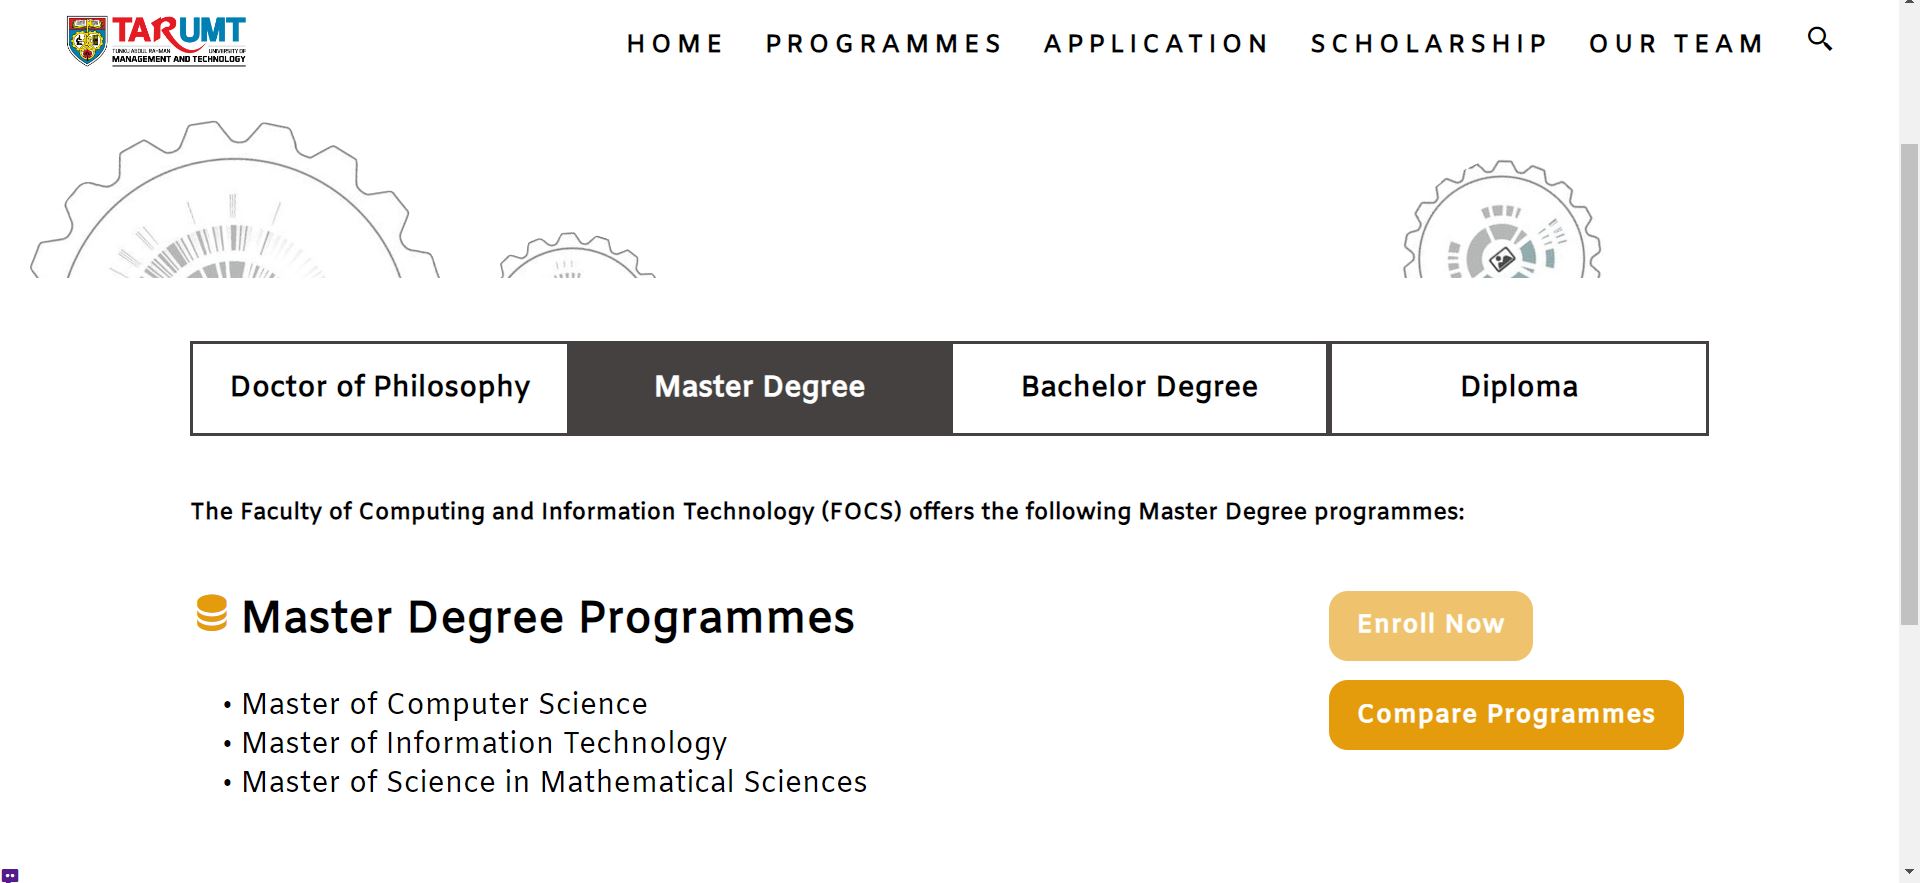 TARUMT
TUNKU ABDUL RAHMAN UNIVERSITY OF
MANAGEMENT AND TECHNOLOGY
HOME PROGRAMMES APPLICATION SCHOLARSHIP OUR TEAM
Doctor of Philosophy Master Degree Bachelor Degree Diploma
The Faculty of Computing and Information Technology (FOCS) offers the following Master Degree programmes:
Master Degree Programmes
Enroll Now
Compare Programmes
• Master of Computer Science
• Master of Information Technology
• Master of Science in Mathematical Sciences